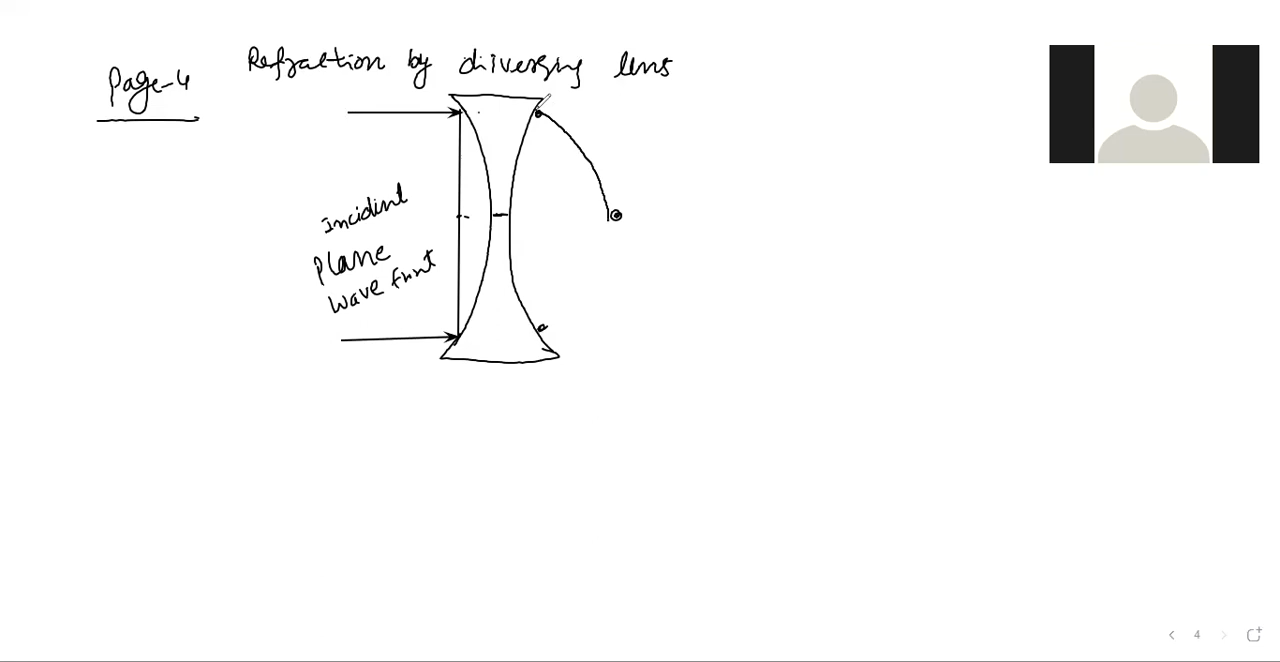 Page-4
Refraction by diverging lens
Incident
Plane
wave front
4